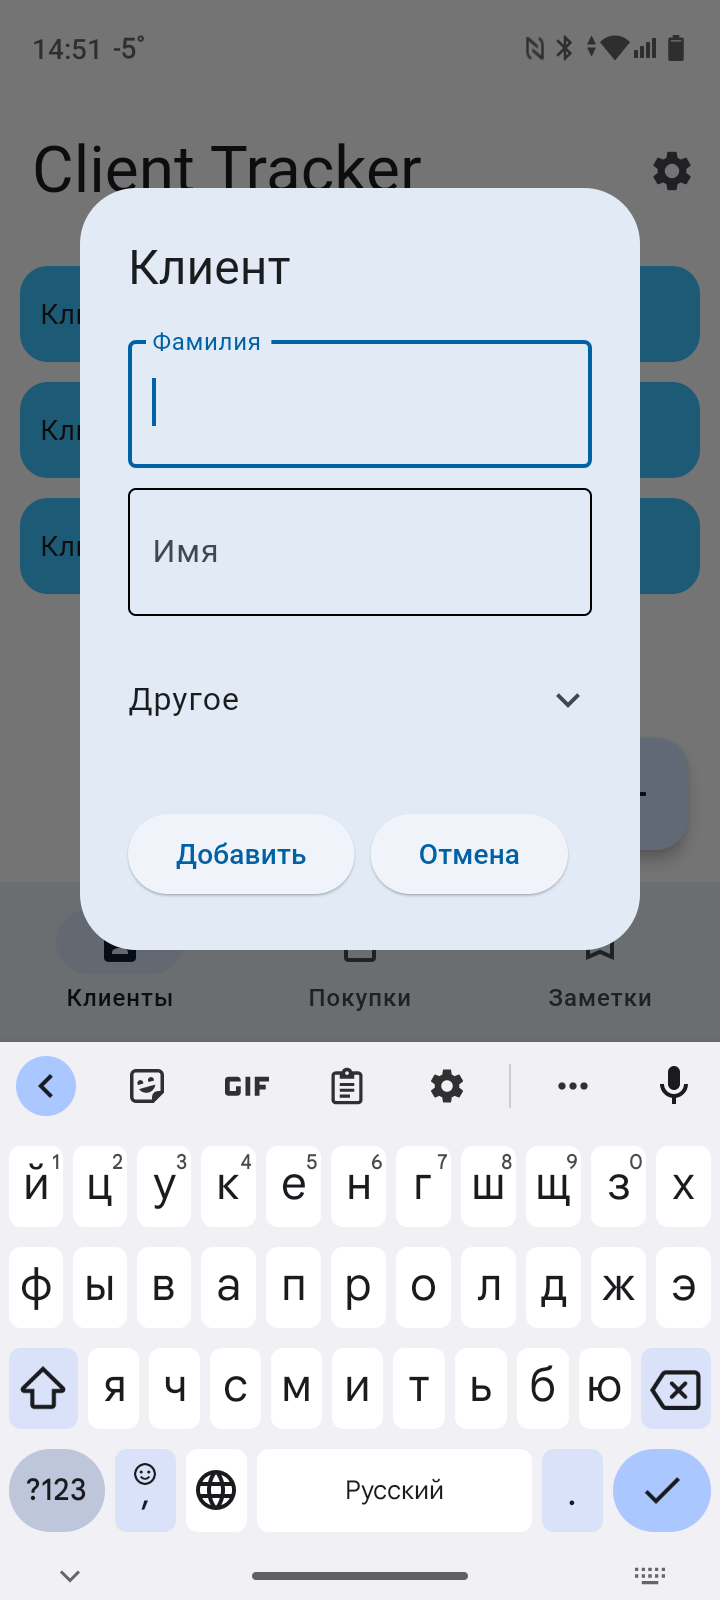 14:51 -5°
Client Tracker
Клиент
Кли
Фамилия
Кли
Кли
Имя
Другое
Добавить
Отмена
Клиенты
Покупки
Заметки
GIF
й 1 ц 2 у 3 к 4 е 5 н 6 г 7 ш 8 щ 9 з 0 х
ф ы в а п р о л д ж э
я ч с м и т ь б ю
?123 , Русский .